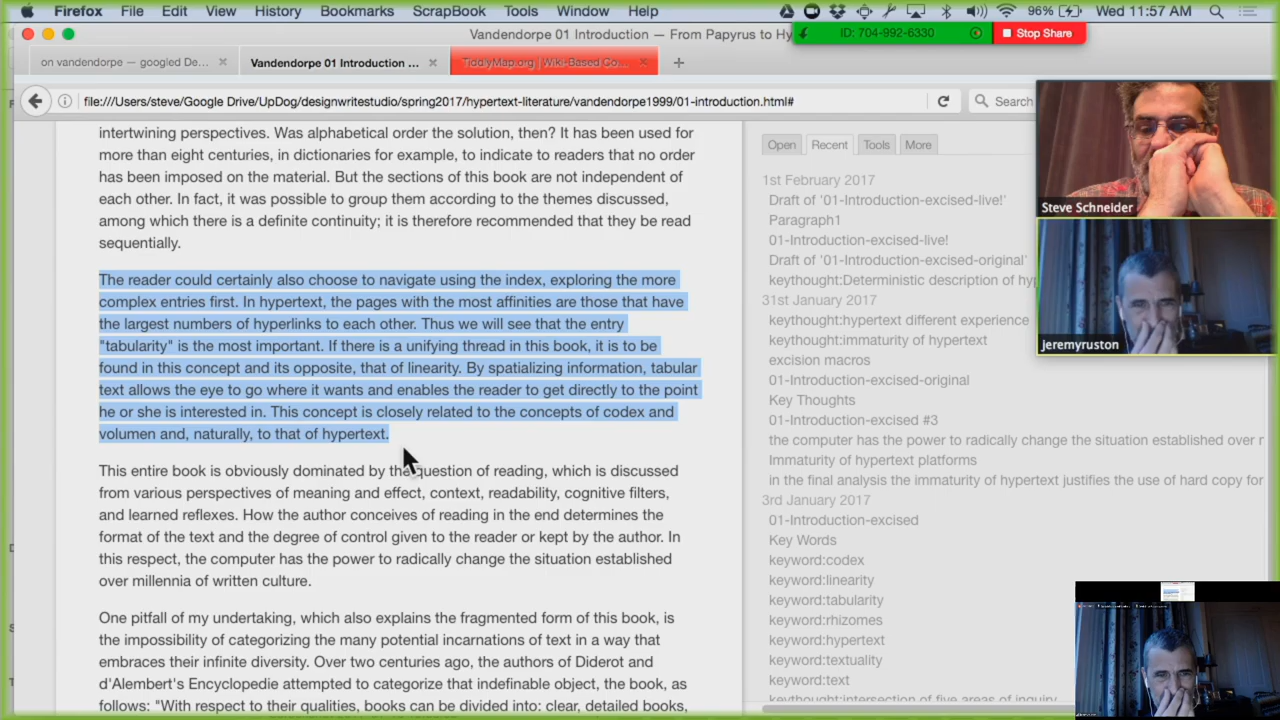 Firefox File Edit View History Bookmarks ScrapBook Tools Window Help 96% Wed 11:57 AM
Vandendorpe 01 Introduction — From Papyrus to Hy
ID: 704-992-6330 Stop Share
on vandendorpe — googled De...
Vandendorpe 01 Introduction ...
TiddlyMap.org | Wiki-Based Co...
file:///Users/steve/Google Drive/UpDog/designwritestudio/spring2017/hypertext-literature/vandendorpe1999/01-introduction.html#
Search
intertwining perspectives. Was alphabetical order the solution, then? It has been used for
more than eight centuries, in dictionaries for example, to indicate to readers that no order
has been imposed on the material. But the sections of this book are not independent of
each other. In fact, it was possible to group them according to the themes discussed,
among which there is a definite continuity; it is therefore recommended that they be read
sequentially.
The reader could certainly also choose to navigate using the index, exploring the more
complex entries first. In hypertext, the pages with the most affinities are those that have
the largest numbers of hyperlinks to each other. Thus we will see that the entry
"tabularity" is the most important. If there is a unifying thread in this book, it is to be
found in this concept and its opposite, that of linearity. By spatializing information, tabular
text allows the eye to go where it wants and enables the reader to get directly to the point
he or she is interested in. This concept is closely related to the concepts of codex and
volumen and, naturally, to that of hypertext.
This entire book is obviously dominated by the question of reading, which is discussed
from various perspectives of meaning and effect, context, readability, cognitive filters,
and learned reflexes. How the author conceives of reading in the end determines the
format of the text and the degree of control given to the reader or kept by the author. In
this respect, the computer has the power to radically change the situation established
over millennia of written culture.
One pitfall of my undertaking, which also explains the fragmented form of this book, is
the impossibility of categorizing the many potential incarnations of text in a way that
embraces their infinite diversity. Over two centuries ago, the authors of Diderot and
d'Alembert's Encyclopedie attempted to categorize that indefinable object, the book, as
follows: "With respect to their qualities, books can be divided into: clear, detailed books,
Open Recent Tools More
1st February 2017
Draft of '01-Introduction-excised-live!'
Paragraph1
01-Introduction-excised-live!
Draft of '01-Introduction-excised-original'
keythought:Deterministic description of hyp
31st January 2017
keythought:hypertext different experience
keythought:immaturity of hypertext
excision macros
01-Introduction-excised-original
Key Thoughts
01-Introduction-excised #3
the computer has the power to radically change the situation established over r
Immaturity of hypertext platforms
in the final analysis the immaturity of hypertext justifies the use of hard copy for
3rd January 2017
01-Introduction-excised
Key Words
keyword:codex
keyword:linearity
keyword:tabularity
keyword:rhizomes
keyword:hypertext
keyword:textuality
keyword:text
keythought:intersection of five areas of inquiry
Steve Schneider
jeremyruston